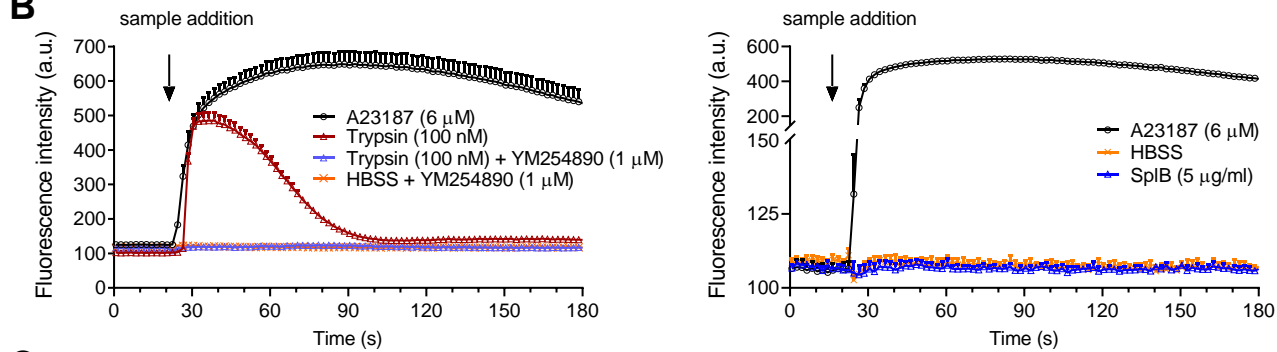 B
sample addition
Fluorescence intensity (a.u.)
700
600
500
400
300
200
100
0
0 30 60 90 120 150 180
Time (s)
A23187 (6 μM)
Trypsin (100 nM)
Trypsin (100 nM) + YM254890 (1 μM)
HBSS + YM254890 (1 μM)
sample addition
Fluorescence intensity (a.u.)
600
400
200
150
125
100
0 30 60 90 120 150 180
Time (s)
A23187 (6 μM)
HBSS
SplB (5 μg/ml)